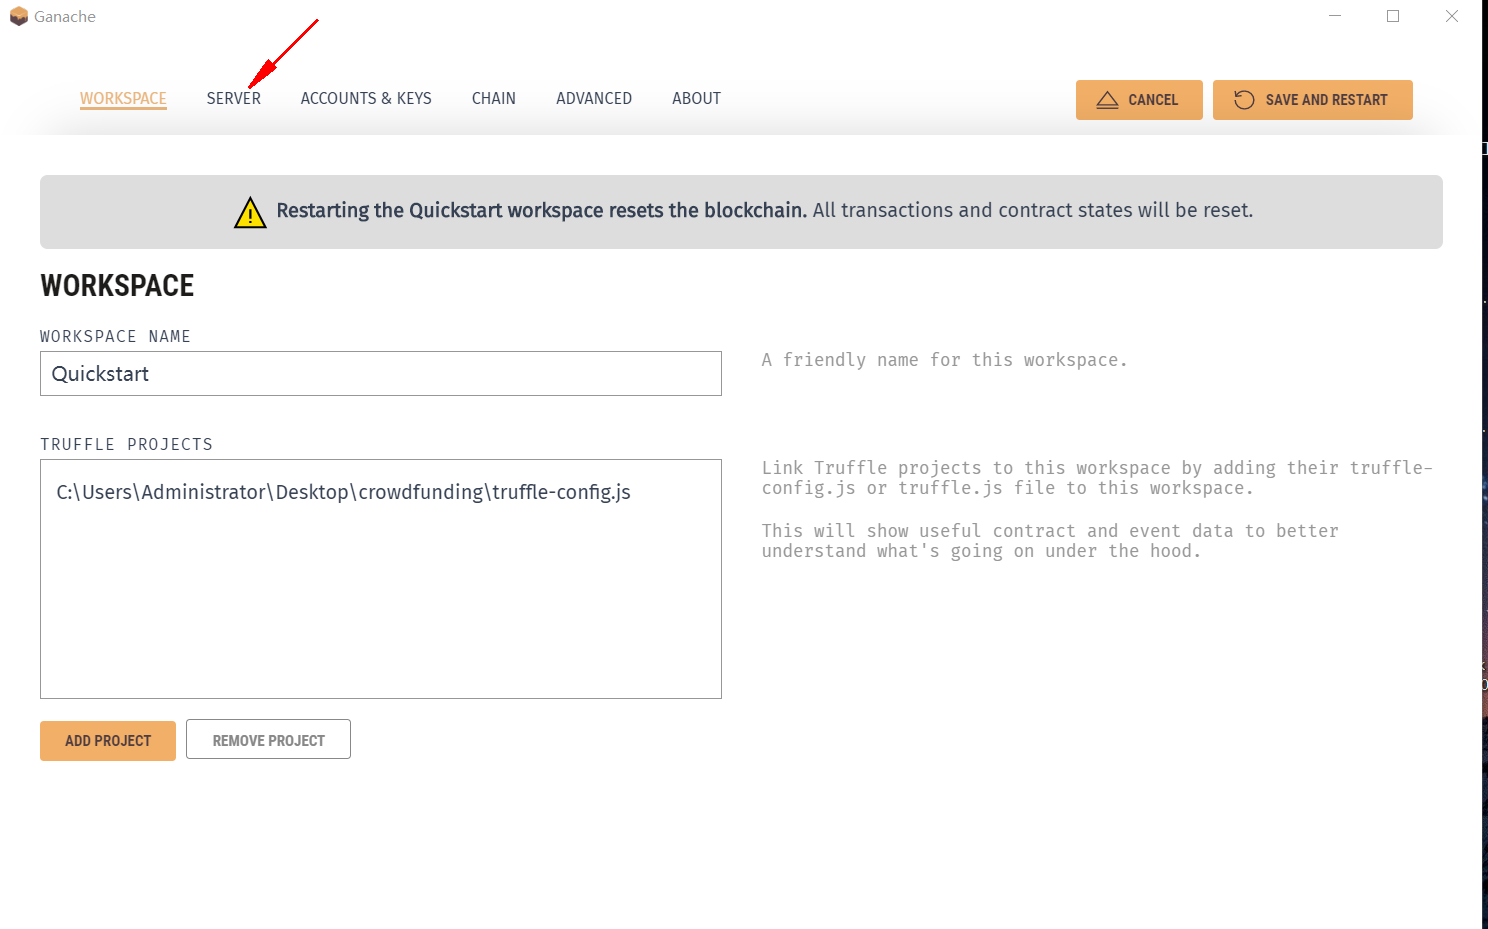 Ganache
WORKSPACE SERVER ACCOUNTS & KEYS CHAIN ADVANCED ABOUT CANCEL SAVE AND RESTART
Restarting the Quickstart workspace resets the blockchain. All transactions and contract states will be reset.
WORKSPACE
WORKSPACE NAME
Quickstart
A friendly name for this workspace.
TRUFFLE PROJECTS
C:\Users\Administrator\Desktop\crowdfunding\truffle-config.js
Link Truffle projects to this workspace by adding their truffle-
config.js or truffle.js file to this workspace.
This will show useful contract and event data to better
understand what's going on under the hood.
ADD PROJECT REMOVE PROJECT